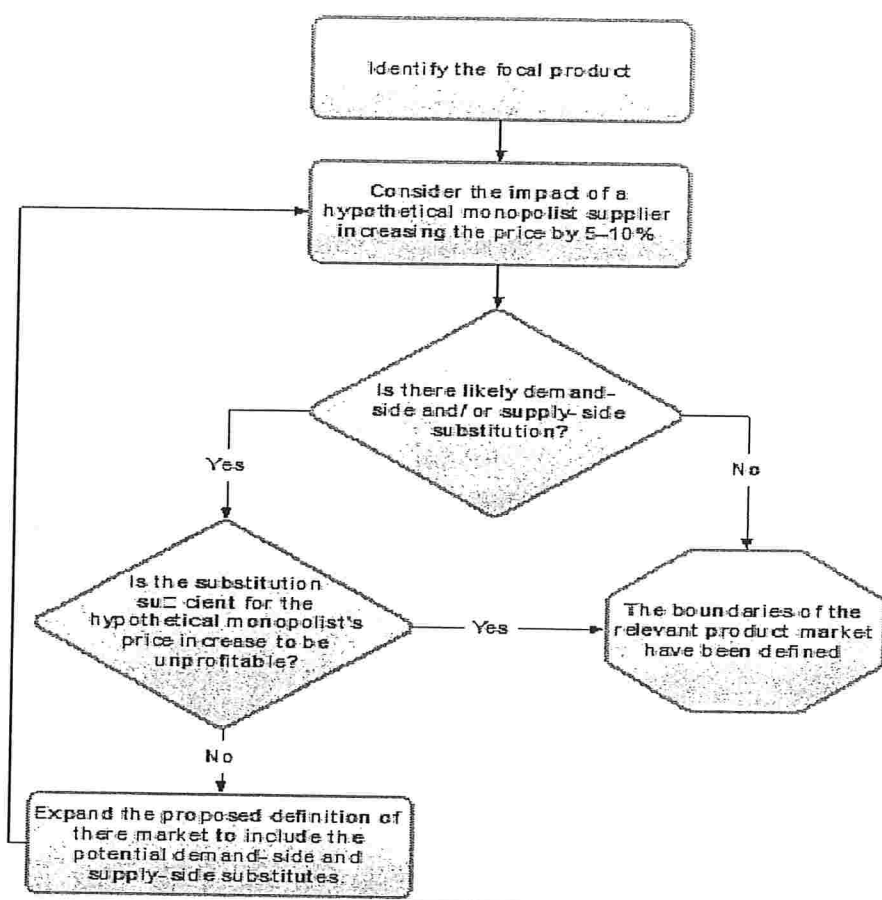 Identify the focal product
Consider the impact of a
hypothetical monopolist supplier
increasing the price by 5–10%
Is there likely demand–
side and/ or supply–side
substitution?
Yes
No
Is the substitution
su□ cient for the
hypothetical monopolist's
price increase to be
unprofitable?
Yes
The boundaries of the
relevant product market
have been defined
No
Expand the proposed definition of
there market to include the
potential demand–side and
supply–side substitutes.